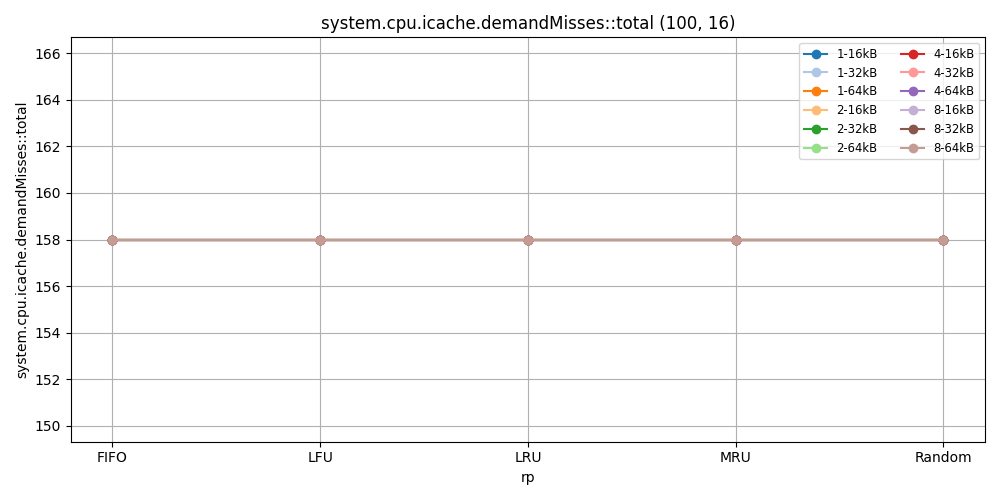 system.cpu.icache.demandMisses::total (100, 16)
system.cpu.icache.demandMisses::total
166
164
162
160
158
156
154
152
150
1-16kB
1-32kB
1-64kB
2-16kB
2-32kB
2-64kB
4-16kB
4-32kB
4-64kB
8-16kB
8-32kB
8-64kB
FIFO LFU LRU MRU Random
rp